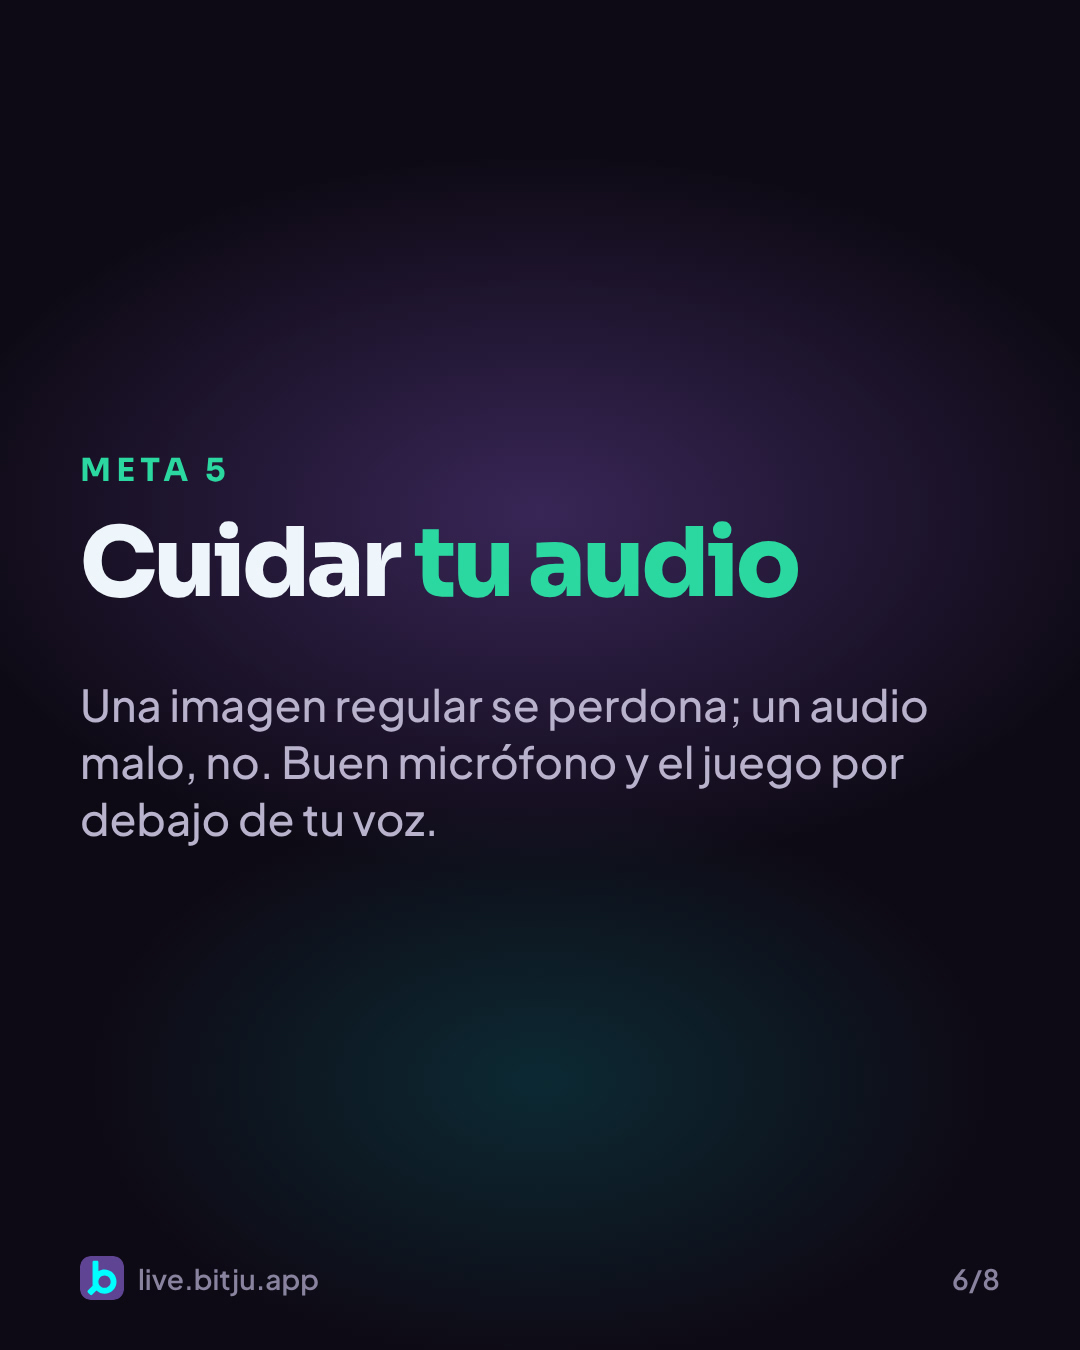 META 5
Cuidar tu audio
Una imagen regular se perdona; un audio
malo, no. Buen micrófono y el juego por
debajo de tu voz.
live.bitju.app
6/8